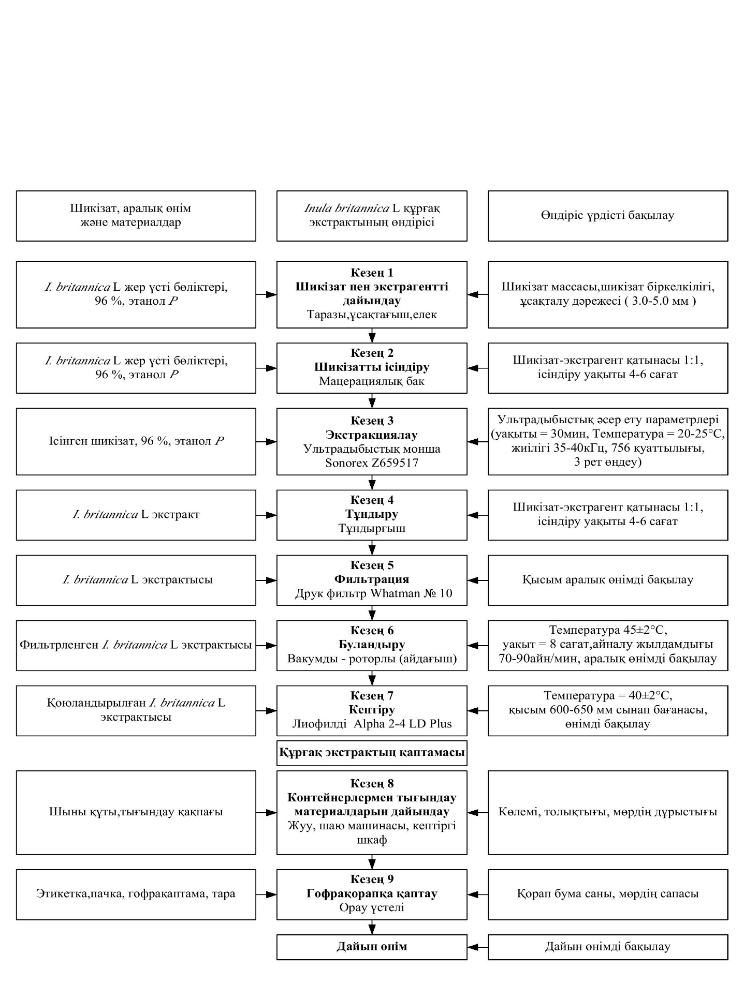 Шикізат, аралық өнім
және материалдар
Inula britannica L құрғақ
экстрактының өндірісі
Өндіріс үрдісті бақылау
I. britannica L жер үсті бөліктері,
96 %, этанол P
Кезең 1
Шикізат пен экстрагентті
дайындау
Таразы,ұсақтағыш,елек
Шикізат массасы,шикізат біркелкілігі,
ұсақталу дәрежесі ( 3.0-5.0 мм )
I. britannica L жер үсті бөліктері,
96 %, этанол P
Кезең 2
Шикізатты ісіндіру
Мацерациялық бак
Шикізат-экстрагент қатынасы 1:1,
ісіндіру уақыты 4-6 сағат
Ісінген шикізат, 96 %, этанол P
Кезең 3
Экстракциялау
Ультрадыбыстық монша
Sonorex Z659517
Ультрадыбыстық әсер ету параметрлері
(уақыты = 30мин, Температура = 20-25°C,
жиілігі 35-40кГц, 756 қуаттылығы,
3 рет өңдеу)
I. britannica L экстракт
Кезең 4
Тұндыру
Тұндырғыш
Шикізат-экстрагент қатынасы 1:1,
ісіндіру уақыты 4-6 сағат
I. britannica L экстрактысы
Кезең 5
Фильтрация
Друк фильтр Whatman № 10
Қысым аралық өнімді бақылау
Фильтрленген I. britannica L экстрактысы
Кезең 6
Буландыру
Вакумды - роторлы (айдағыш)
Температура 45±2°C,
уақыт = 8 сағат,айналу жылдамдығы
70-90айн/мин, аралық өнімді бақылау
Қоюландырылған I. britannica L
экстрактысы
Кезең 7
Кептіру
Лиофилді  Alpha 2-4 LD Plus
Температура = 40±2°C,
қысым 600-650 мм сынап бағанасы,
өнімді бақылау
Құрғақ экстрактың қаптамасы
Шыны құты,тығындау қақпағы
Кезең 8
Контейнерлермен тығындау
материалдарын дайындау
Жуу, шаю машинасы, кептіргі
шкаф
Көлемі, толықтығы, мөрдің дұрыстығы
Этикетка,пачка, гофрақаптама, тара
Кезең 9
Гофрақорапқа қаптау
Орау үстелі
Қорап бума саны, мөрдің сапасы
Дайын өнім
Дайын өнімді бақылау